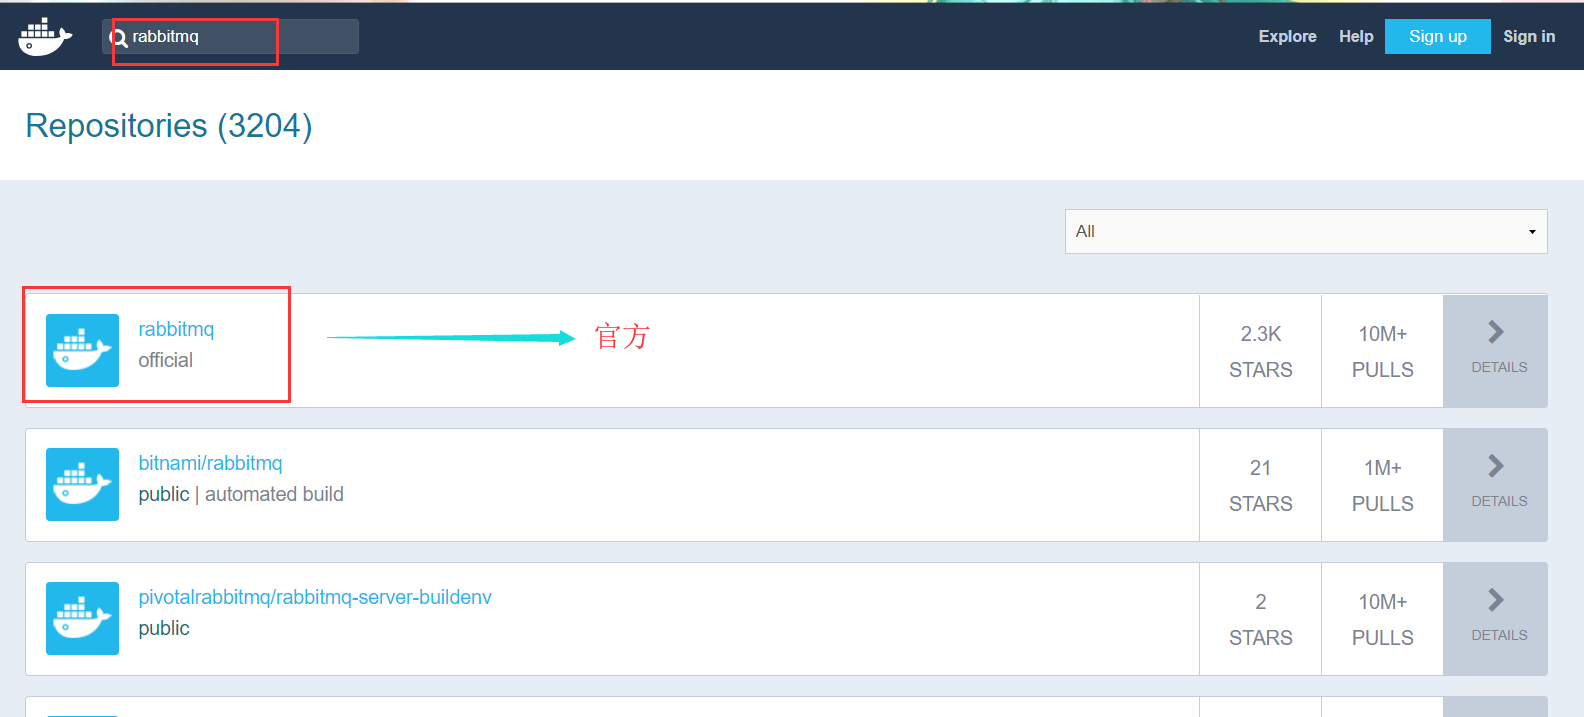 rabbitmq
Explore
Help
Sign up
Sign in
Repositories (3204)
All
rabbitmq
official
官方
2.3K
STARS
10M+
PULLS
DETAILS
bitnami/rabbitmq
public | automated build
21
STARS
1M+
PULLS
DETAILS
pivotalrabbitmq/rabbitmq-server-buildenv
public
2
STARS
10M+
PULLS
DETAILS